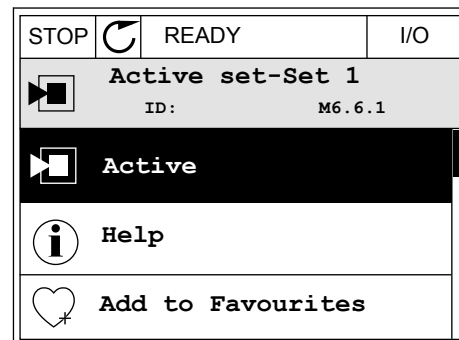 STOP READY I/O
Active set-Set 1
ID: M6.6.1
Active
Help
Add to Favourites